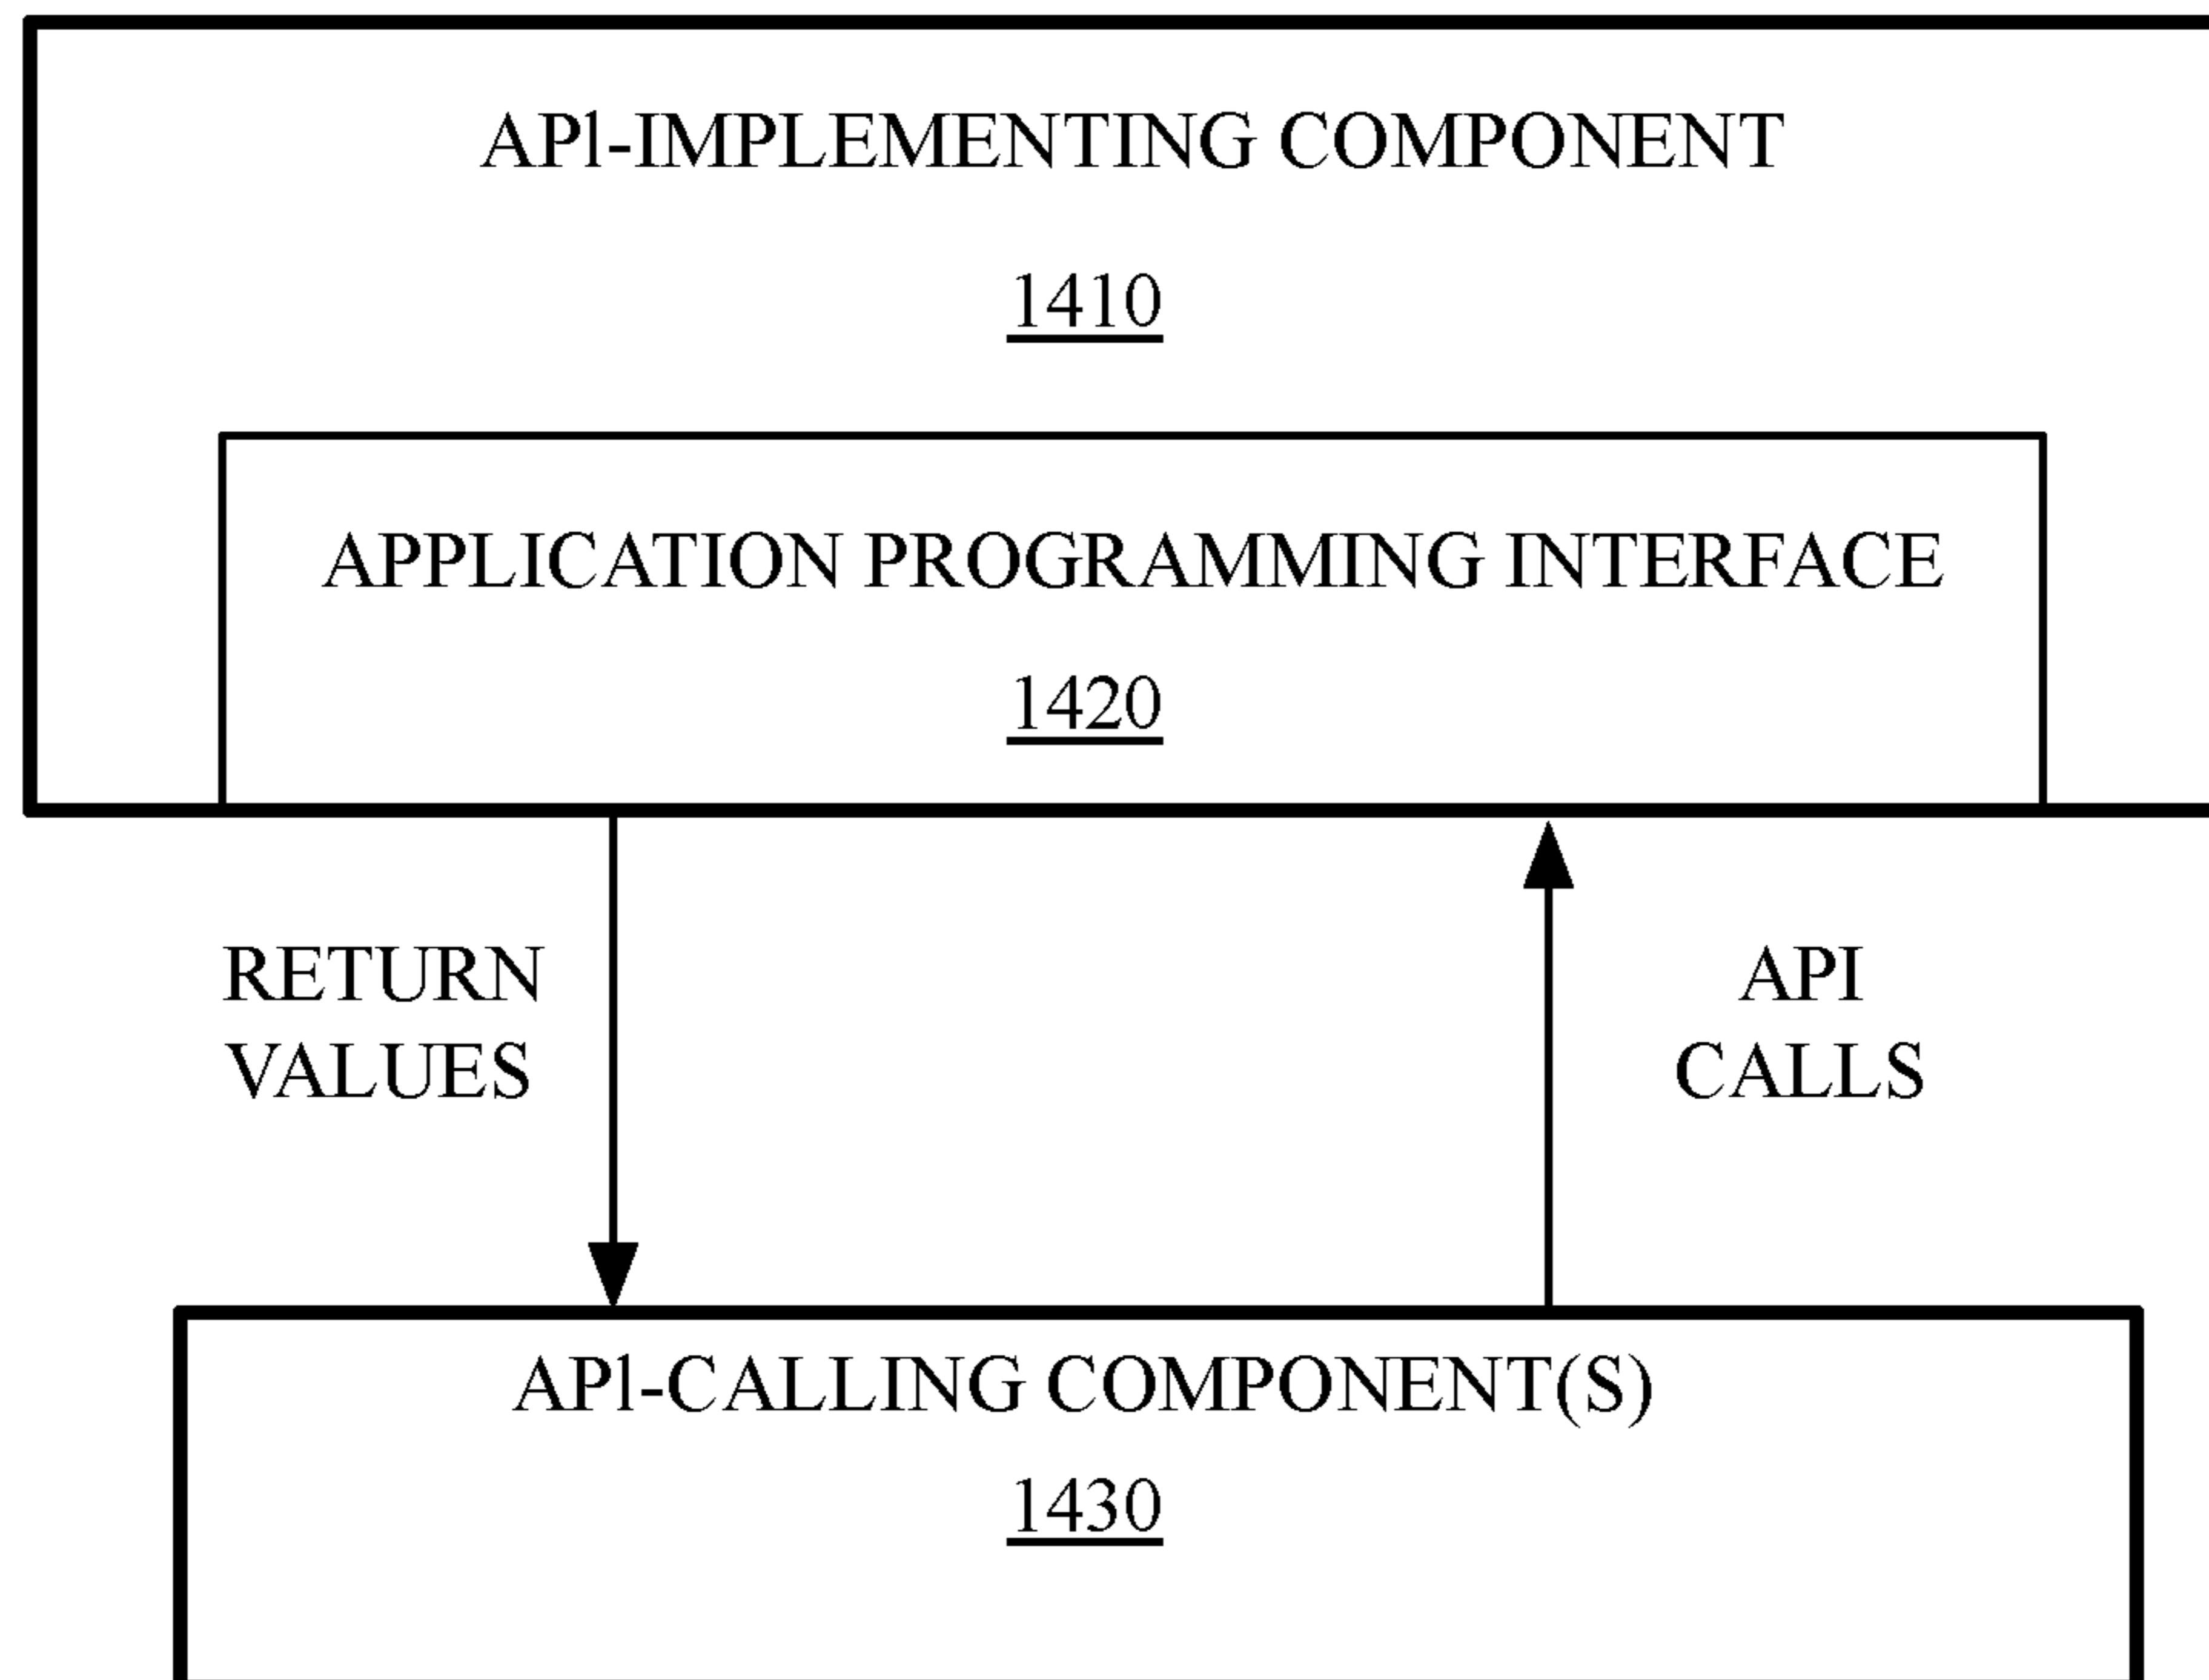 APl-IMPLEMENTING COMPONENT
1410
APPLICATION PROGRAMMING INTERFACE
1420
RETURN
VALUES
API
CALLS
APl-CALLING COMPONENT(S)
1430